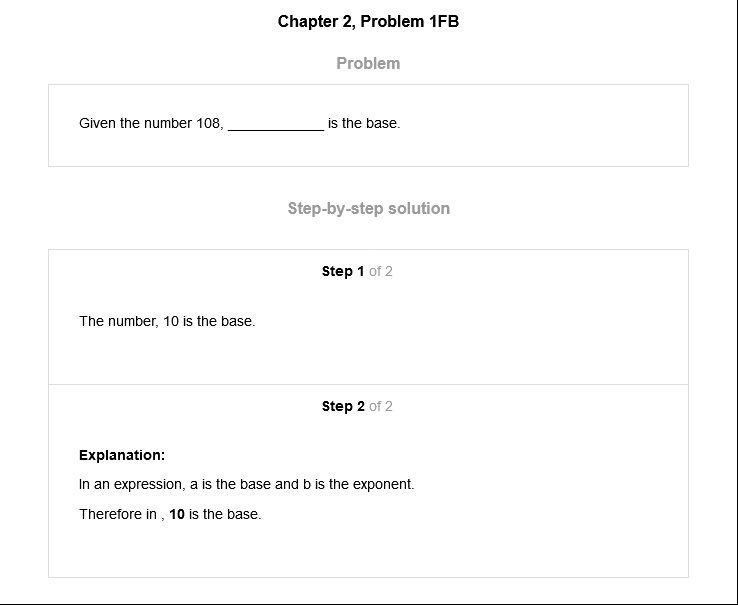 Chapter 2, Problem 1FB
Problem
Given the number 108, ____________ is the base.
Step-by-step solution
Step 1 of 2
The number, 10 is the base.
Step 2 of 2
Explanation:
In an expression, a is the base and b is the exponent.
Therefore in , 10 is the base.